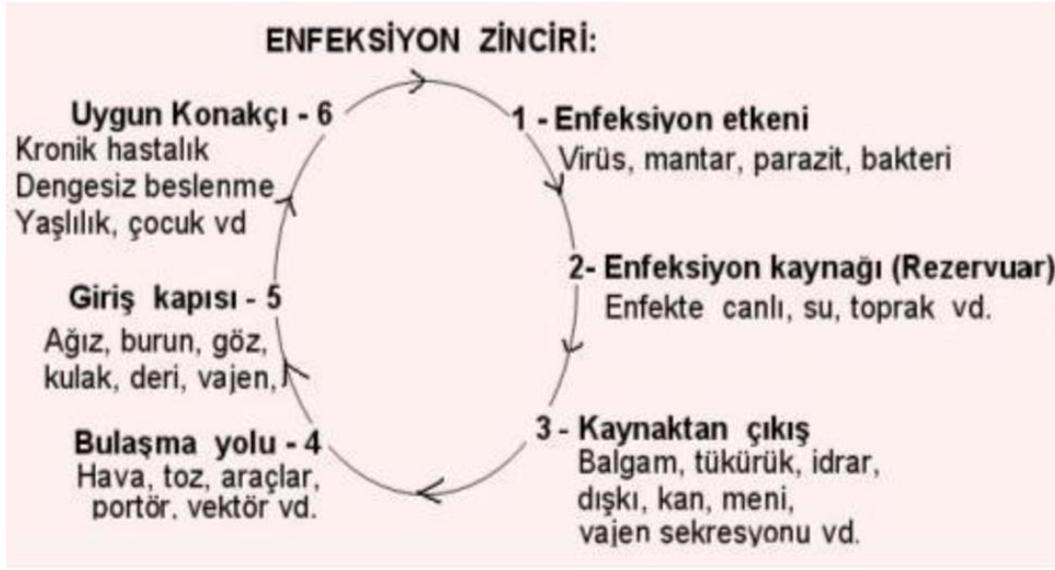 ENFEKSİYON ZİNCİRİ:
1 - Enfeksiyon etkeni
Virüs, mantar, parazit, bakteri
2- Enfeksiyon kaynağı (Rezervuar)
Enfekte canlı, su, toprak vd.
3 - Kaynaktan çıkış
Balgam, tükürük, idrar,
dışkı, kan, meni,
vajen sekresyonu vd.
Bulaşma yolu - 4
Hava, toz, araçlar,
portör, vektör vd.
Giriş kapısı - 5
Ağız, burun, göz,
kulak, deri, vajen,
Uygun Konakçı - 6
Kronik hastalık
Dengesiz beslenme
Yaşlılık, çocuk vd